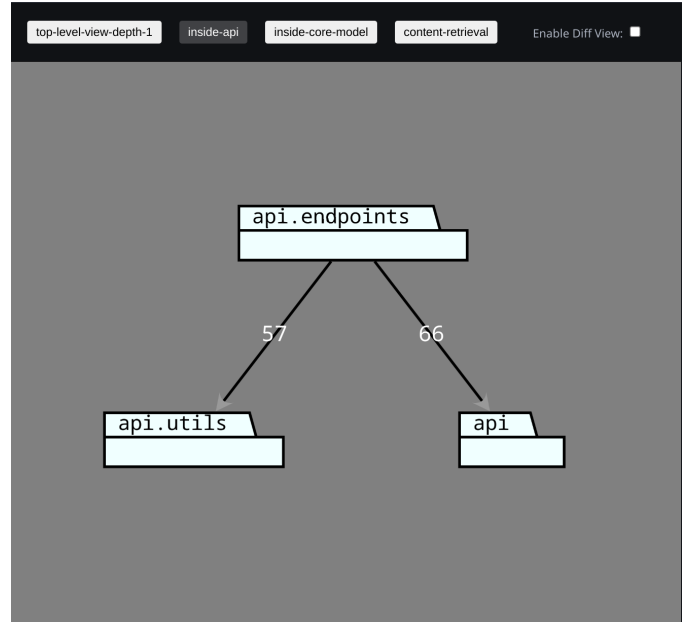 top-level-view-depth-1 inside-api inside-core-model content-retrieval Enable Diff View:
api.endpoints
57 66
api.utils api